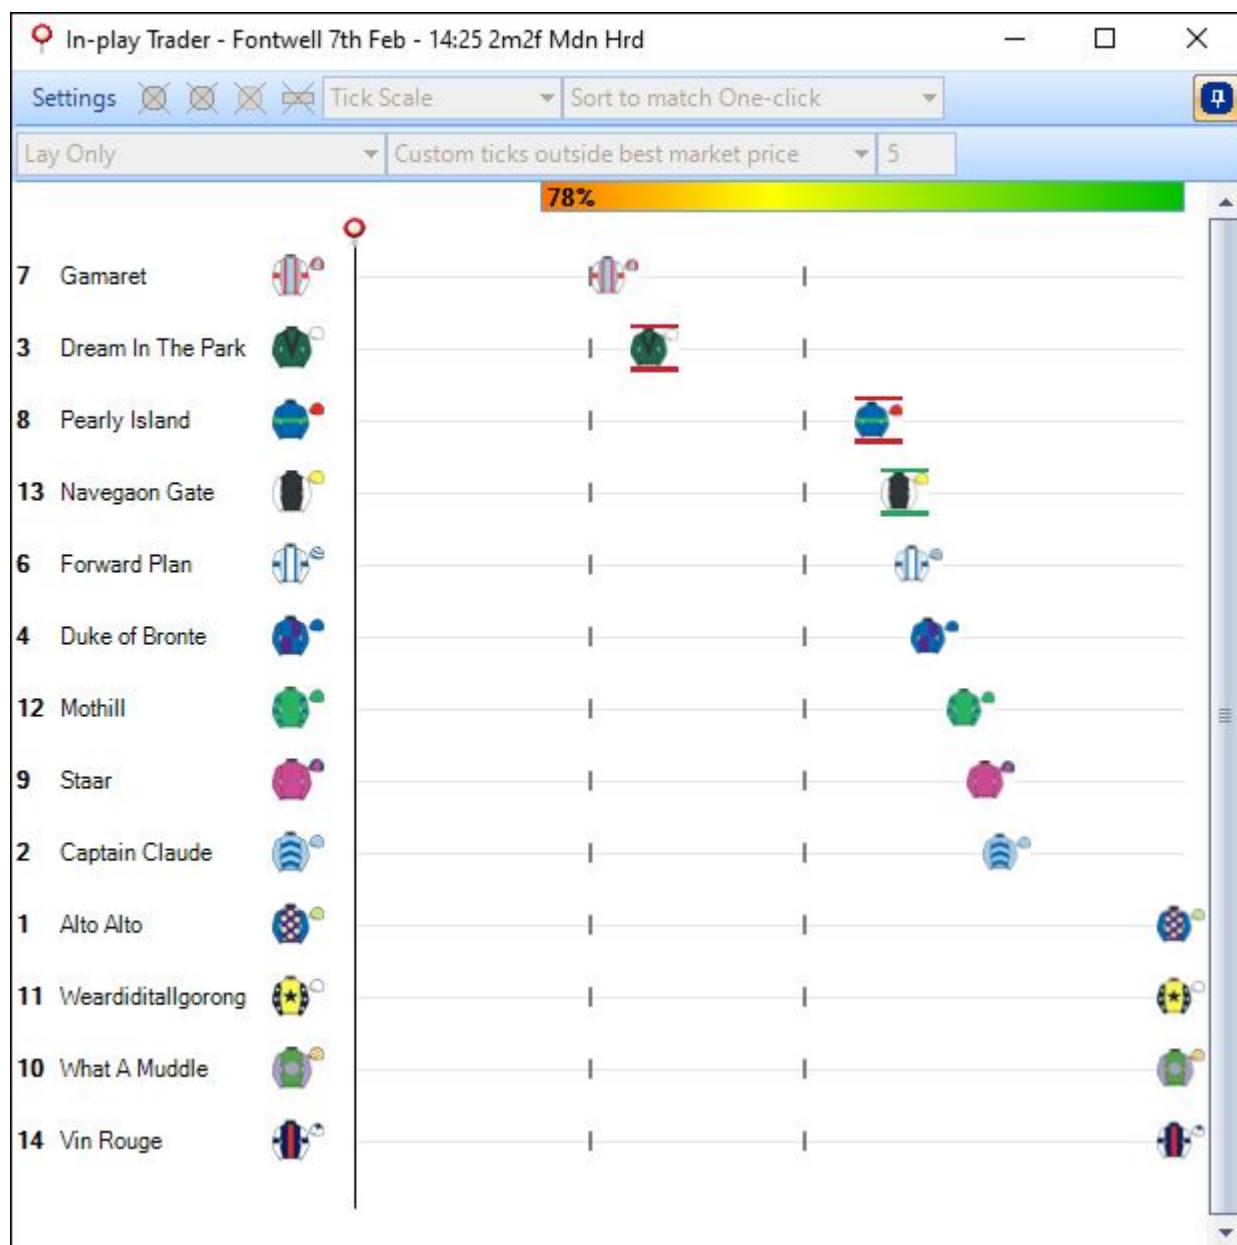 In-play Trader - Fontwell 7th Feb - 14:25 2m2f Mdn Hrd
Settings Tick Scale Sort to match One-click
Lay Only Custom ticks outside best market price 5
78%
7 Gamaret
3 Dream In The Park
8 Pearly Island
13 Navegaon Gate
6 Forward Plan
4 Duke of Bronte
12 Mothill
9 Staar
2 Captain Claude
1 Alto Alto
11 Weardiditallgorong
10 What A Muddle
14 Vin Rouge